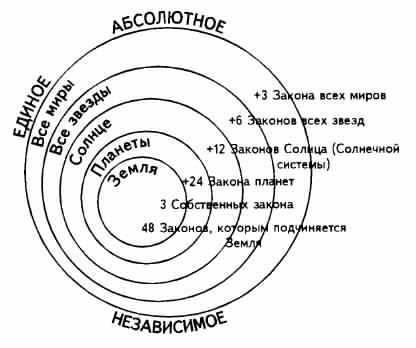 АБСОЛЮТНОЕ
ЕДИНОЕ
Все миры
Все звезды
Солнце
Планеты
Земля
+3 Закона всех миров
+6 Законов всех звезд
+12 Законов Солнца (Солнечной
системы)
+24 Закона планет
3 Собственных закона
48 Законов, которым подчиняется
Земля
НЕЗАВИСИМОЕ